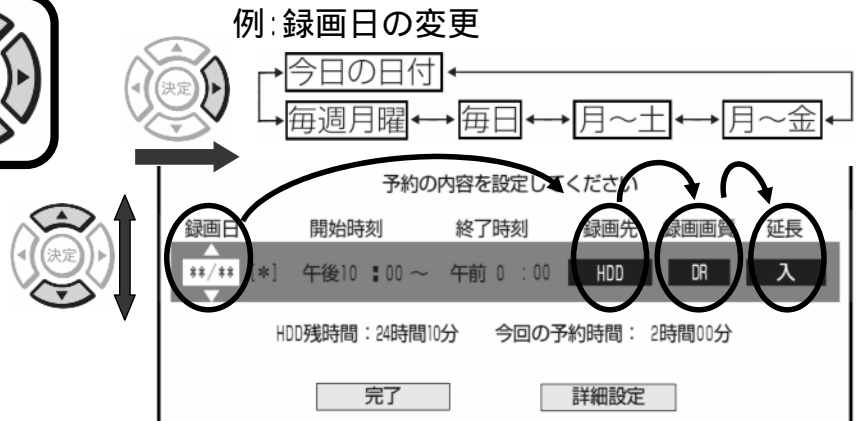 例:録画日の変更
決定
今日の日付
毎週月曜 毎日 月～土 月～金
予約の内容を設定してください
録画日 開始時刻 終了時刻 録画先 録画画質 延長
決定
**/** [*] 午後10:00～ 午前 0:00 HDD DR 入
HDD残時間:24時間10分 今回の予約時間: 2時間00分
完了 詳細設定